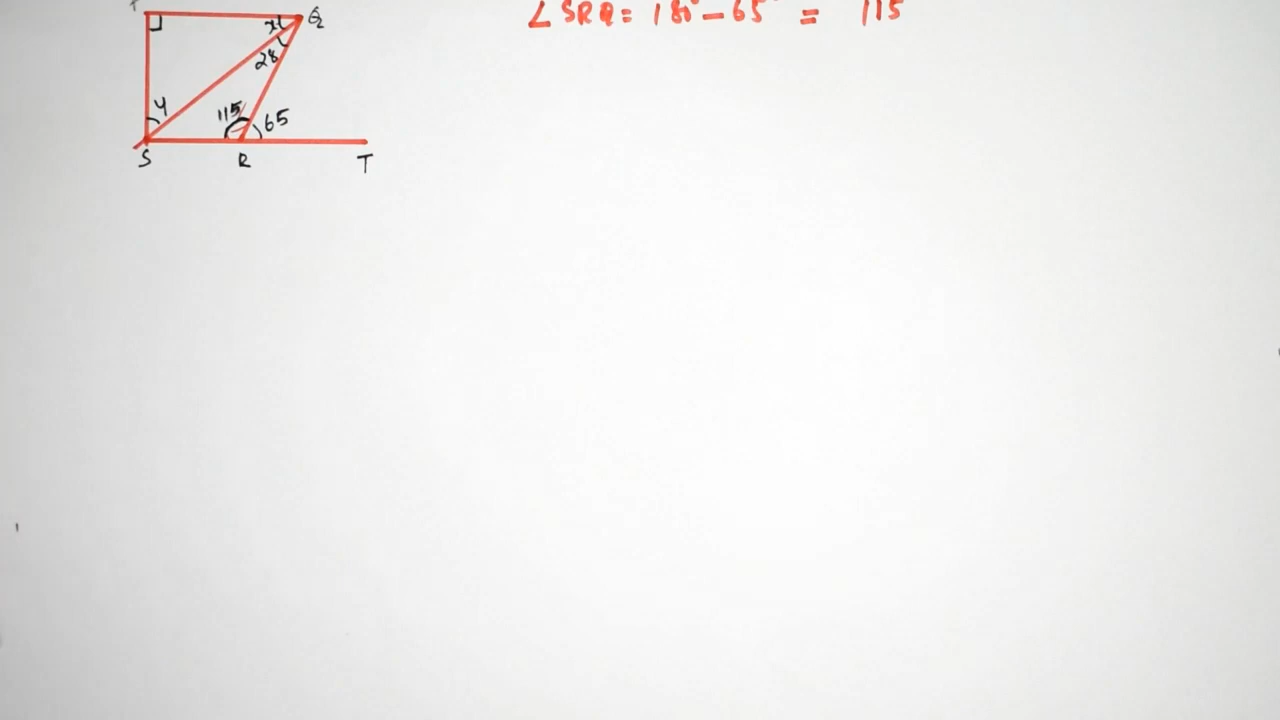 Q
∠SRQ = 180° - 65° = 115
x
28
y
115
65
S
R
T